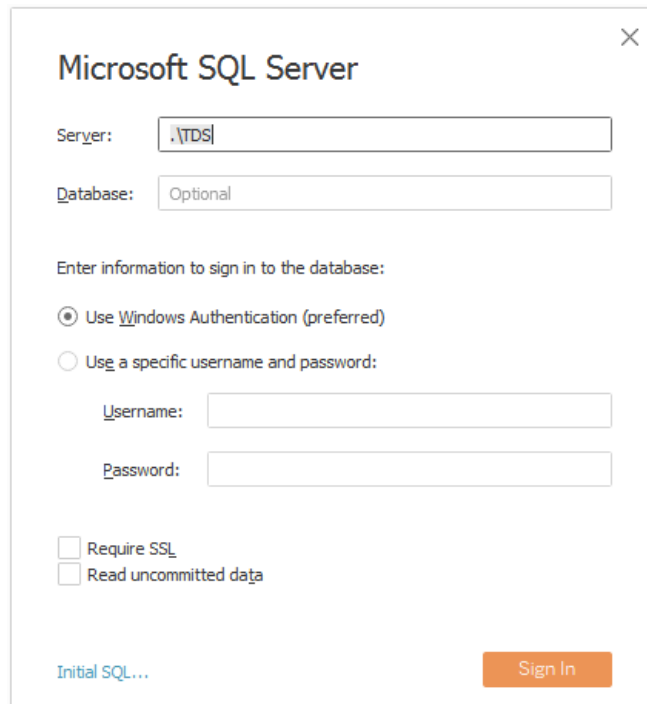 Microsoft SQL Server
Server: .\TDS
Database: Optional
Enter information to sign in to the database:
Use Windows Authentication (preferred)
Use a specific username and password:
Username:
Password:
Require SSL
Read uncommitted data
Initial SQL... Sign In